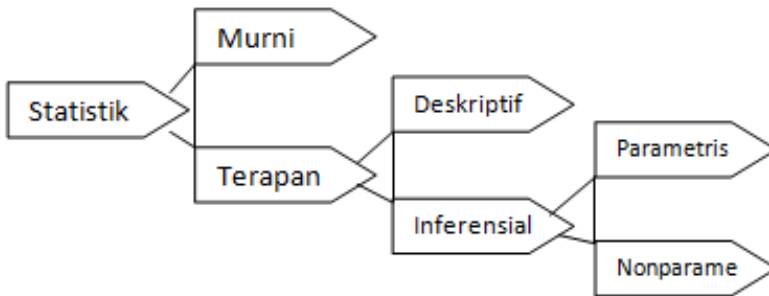 Statistik
Murni
Terapan
Deskriptif
Inferensial
Parametris
Nonparame